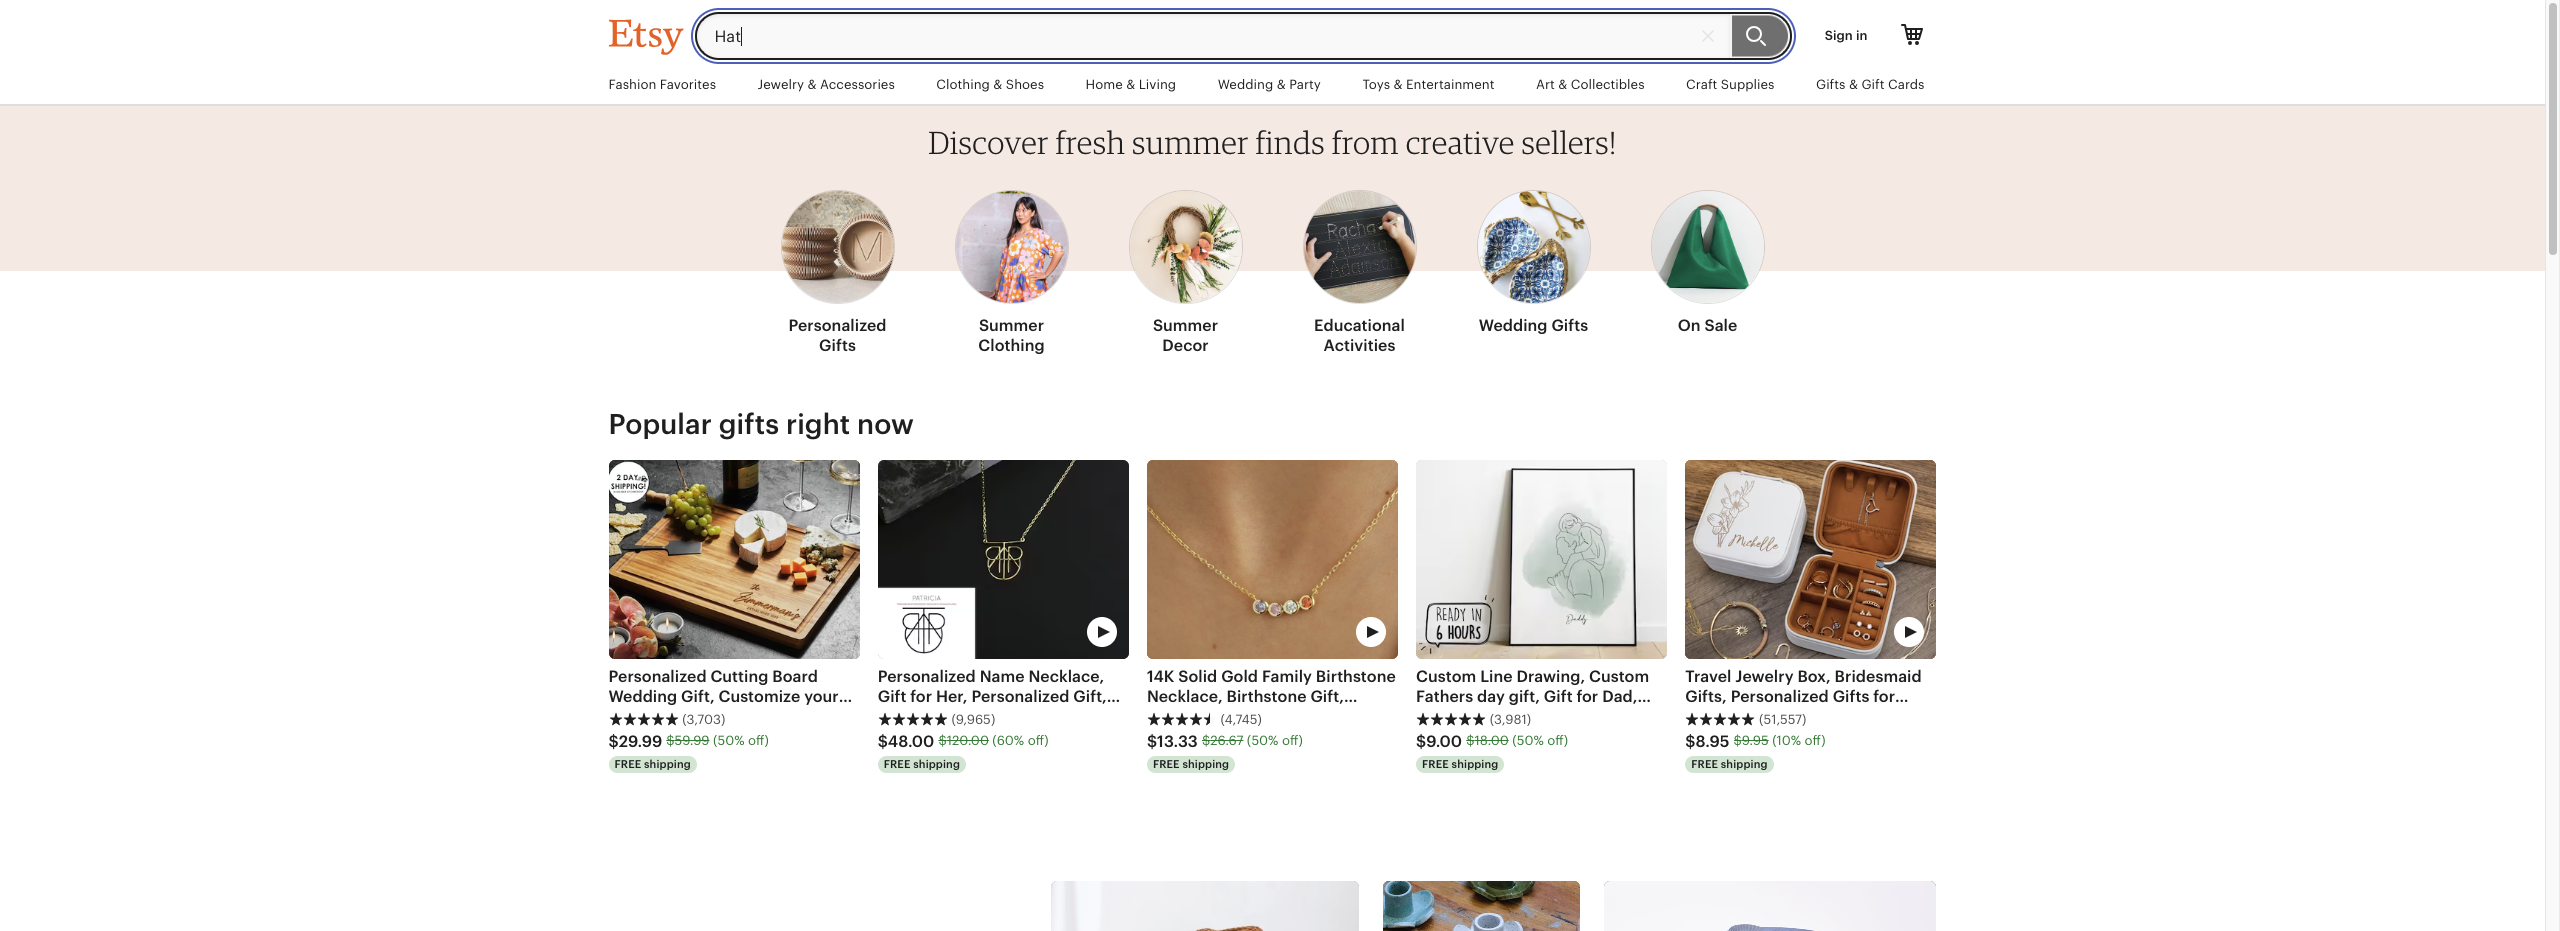 Etsy
Hat
Sign in
Fashion Favorites
Jewelry & Accessories
Clothing & Shoes
Home & Living
Wedding & Party
Toys & Entertainment
Art & Collectibles
Craft Supplies
Gifts & Gift Cards
Discover fresh summer finds from creative sellers!
M
Alexia
Adamson
Personalized
Gifts
Summer
Clothing
Summer
Decor
Educational
Activities
Wedding Gifts
On Sale
Popular gifts right now
2 DAY
SHIPPING!
The
Zimmerman's
Personalized Cutting Board
Wedding Gift, Customize your...
(3,703)
$29.99 $59.99 (50% off)
FREE shipping
PATRICIA
Personalized Name Necklace,
Gift for Her, Personalized Gift,...
(9,965)
$48.00 $120.00 (60% off)
FREE shipping
14K Solid Gold Family Birthstone
Necklace, Birthstone Gift,...
(4,745)
$13.33 $26.67 (50% off)
FREE shipping
Daddy
READY IN
6 HOURS
Custom Line Drawing, Custom
Fathers day gift, Gift for Dad,...
(3,981)
$9.00 $18.00 (50% off)
FREE shipping
Michelle
Travel Jewelry Box, Bridesmaid
Gifts, Personalized Gifts for...
(51,557)
$8.95 $9.95 (10% off)
FREE shipping